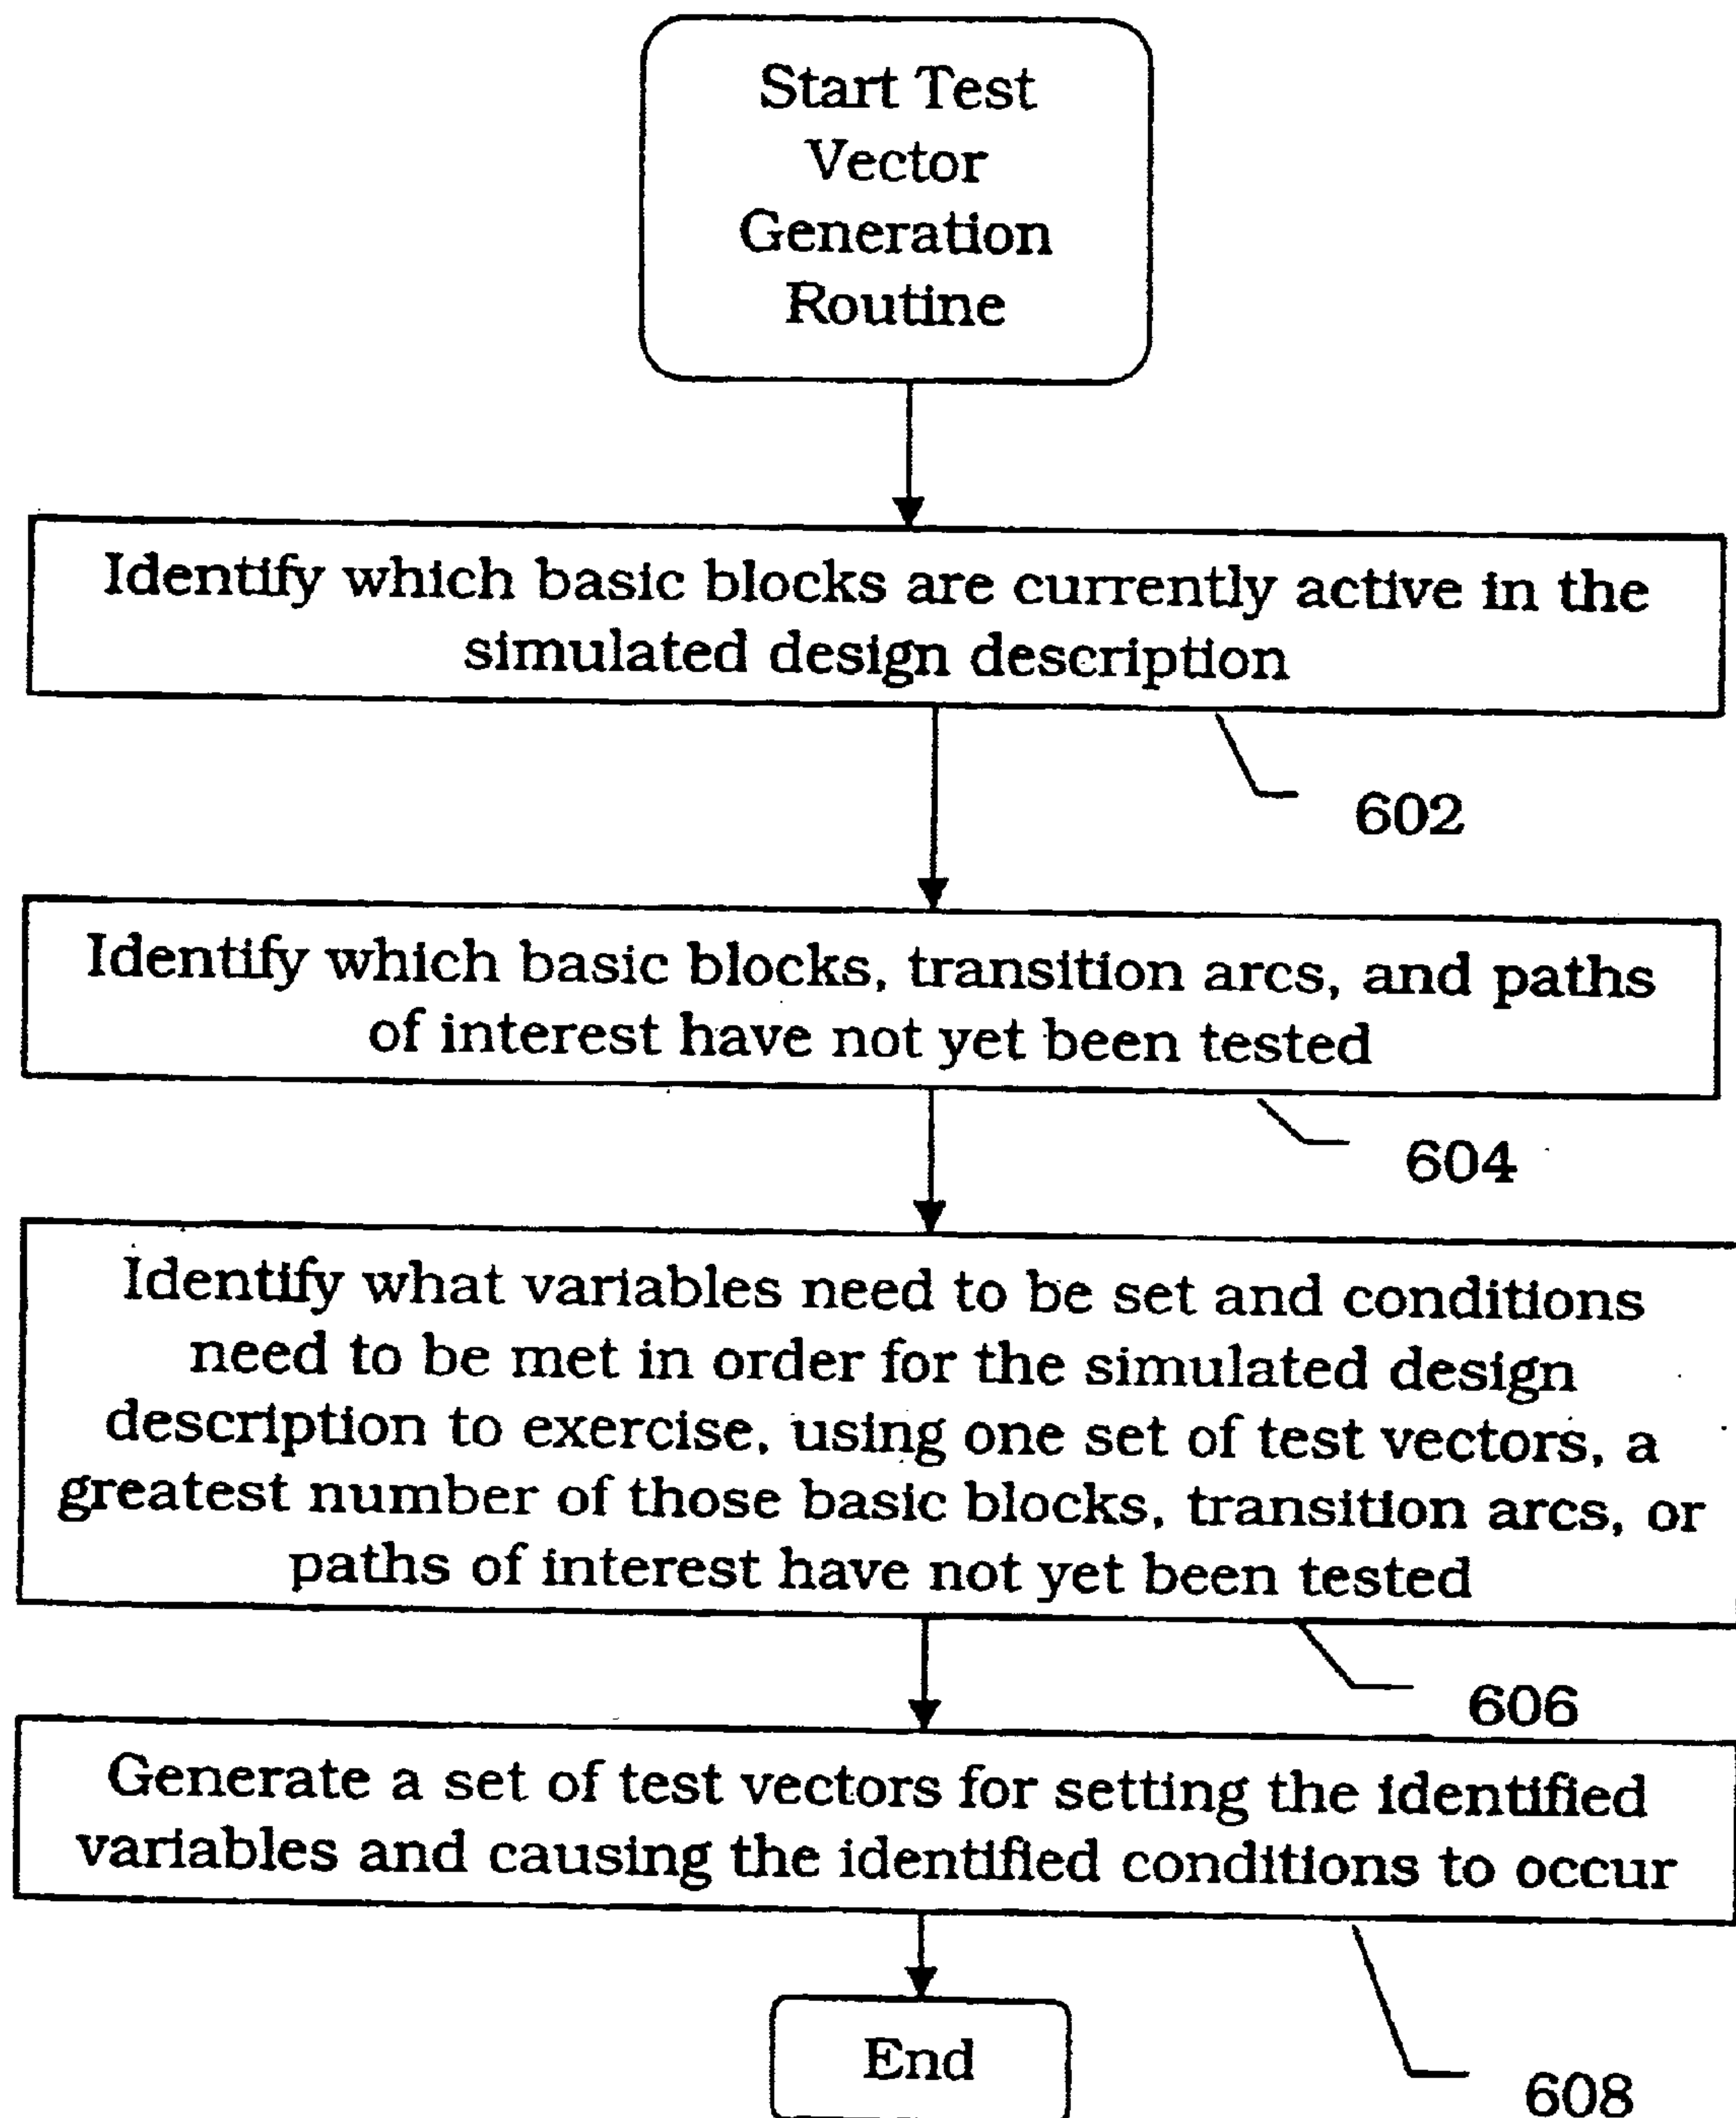 Start Test
Vector
Generation
Routine
Identify which basic blocks are currently active in the
simulated design description
602
Identify which basic blocks, transition arcs, and paths
of interest have not yet been tested
604
Identify what variables need to be set and conditions
need to be met in order for the simulated design
description to exercise, using one set of test vectors, a
greatest number of those basic blocks, transition arcs, or
paths of interest have not yet been tested
606
Generate a set of test vectors for setting the identified
variables and causing the identified conditions to occur
608
End